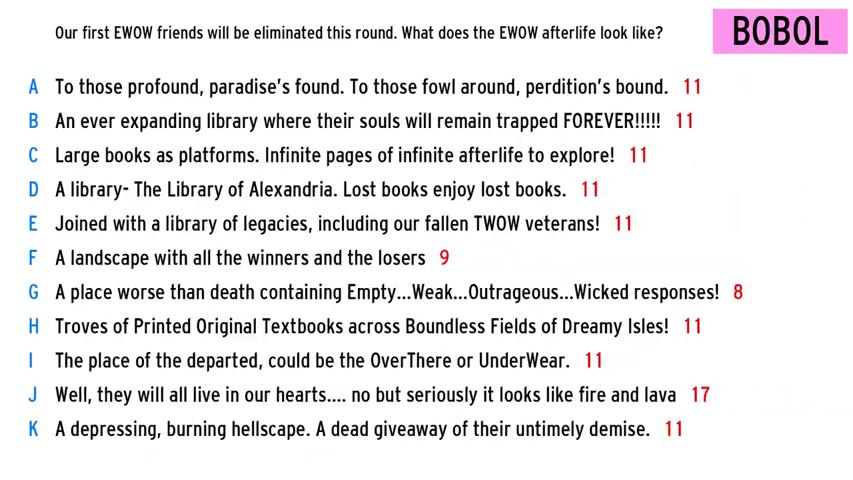 Our first EWOW friends will be eliminated this round. What does the EWOW afterlife look like?
BOBOL
A To those profound, paradise's found. To those fowl around, perdition's bound. 11
B An ever expanding library where their souls will remain trapped FOREVER!!!!! 11
C Large books as platforms. Infinite pages of infinite afterlife to explore! 11
D A library- The Library of Alexandria. Lost books enjoy lost books. 11
E Joined with a library of legacies, including our fallen TWOW veterans! 11
F A landscape with all the winners and the losers 9
G A place worse than death containing Empty...Weak...Outrageous...Wicked responses! 8
H Troves of Printed Original Textbooks across Boundless Fields of Dreamy Isles! 11
I The place of the departed, could be the OverThere or UnderWear. 11
J Well, they will all live in our hearts.... no but seriously it looks like fire and lava 17
K A depressing, burning hellscape. A dead giveaway of their untimely demise. 11